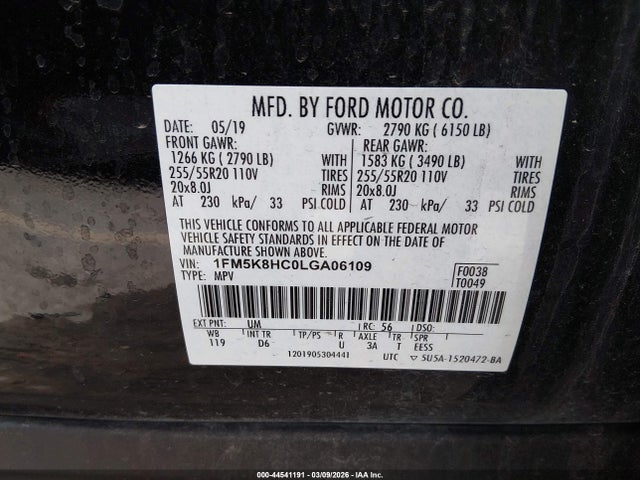 MFD. BY FORD MOTOR CO.
DATE: 05/19 GVWR: 2790 KG ( 6150 LB)
FRONT GAWR: REAR GAWR:
1266 KG ( 2790 LB) WITH 1583 KG ( 3490 LB) WITH
255/55R20 110V TIRES 255/55R20 110V TIRES
20x8.0J RIMS 20x8.0J RIMS
AT 230 kPa/ 33 PSI COLD AT 230 kPa/ 33 PSI COLD
THIS VEHICLE CONFORMS TO ALL APPLICABLE FEDERAL MOTOR
VEHICLE SAFETY STANDARDS IN EFFECT ON THE DATE OF
MANUFACTURE SHOWN ABOVE.
VIN: 1FM5K8HC0LGA06109 F0038
TYPE: MPV T0049
EXT PNT: UM RC: 56 DSO:
WB INT TR TP/PS R AXLE TR SPR
119 D6 U 3A T EESS
1201905304441 UTC ▽ 5U5A-1520472-BA
000-44541191 - 03/09/2026 - IAA Inc.